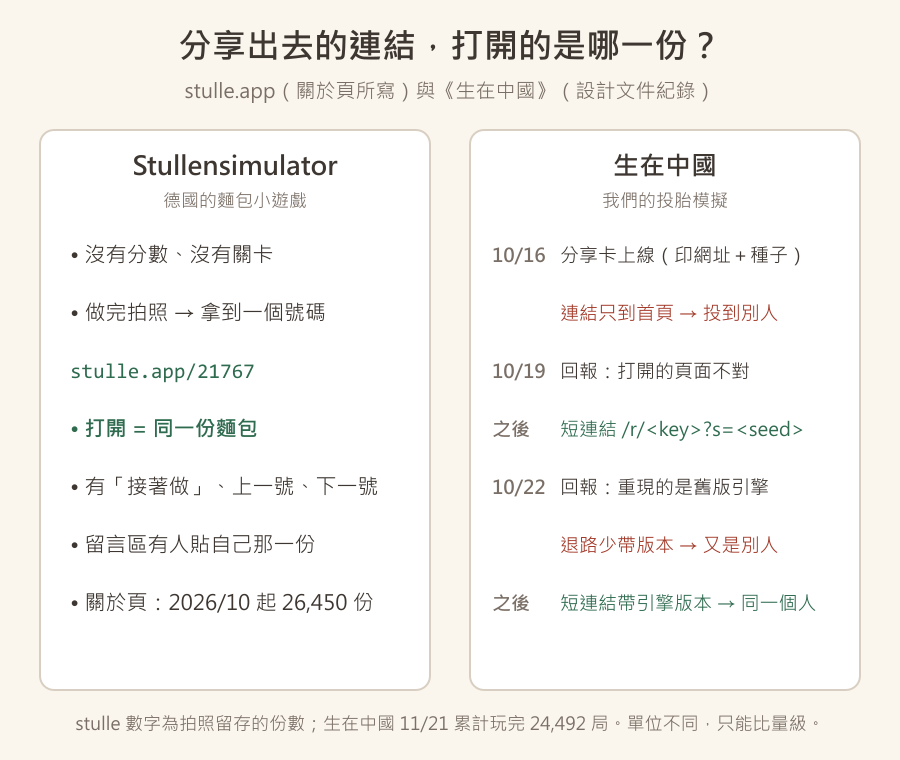 分享出去的連結，打開的是哪一份？
stulle.app（關於頁所寫）與《生在中國》（設計文件紀錄）
Stullensimulator
德國的麵包小遊戲
• 沒有分數、沒有關卡
• 做完拍照 → 拿到一個號碼
stulle.app/21767
• 打開 = 同一份麵包
• 有「接著做」、上一號、下一號
• 留言區有人貼自己那一份
• 關於頁：2026/10 起 26,450 份
生在中國
我們的投胎模擬
10/16 分享卡上線（印網址＋種子）
連結只到首頁 → 投到別人
10/19 回報：打開的頁面不對
之後 短連結 /r/<key>?s=<seed>
10/22 回報：重現的是舊版引擎
退路少帶版本 → 又是別人
之後 短連結帶引擎版本 → 同一個人
stulle 數字為拍照留存的份數；生在中國 11/21 累計玩完 24,492 局。單位不同，只能比量級。